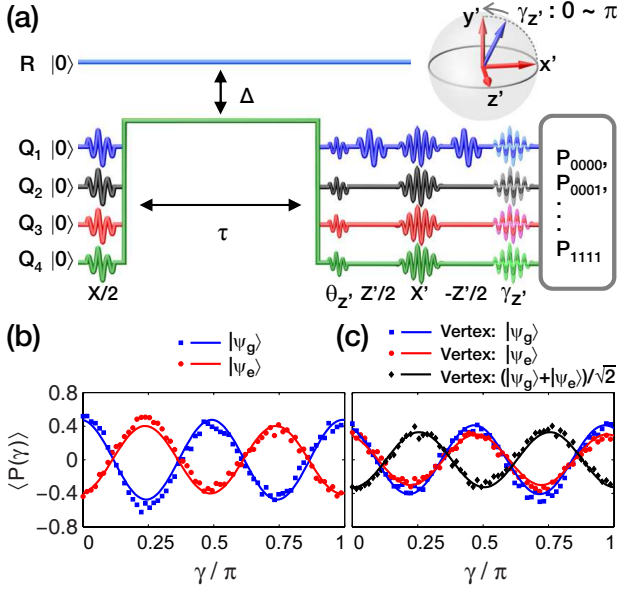 (a)
γz' : 0 ~ π
y'
x'
z'
R |0⟩
Δ
Q1 |0⟩
Q2 |0⟩
Q3 |0⟩
Q4 |0⟩
τ
P0000,
P0001,
:
:
P1111
X/2 θz' Z'/2 X' -Z'/2 γz'
(b)
|ψg⟩
|ψe⟩
(c)
Vertex: |ψg⟩
Vertex: |ψe⟩
Vertex: (|ψg⟩+|ψe⟩)/√2
⟨P(γ)⟩
0.8
0.4
0
−0.4
−0.8
0 0.25 0.5 0.75 1
γ / π
0 0.25 0.5 0.75 1
γ / π